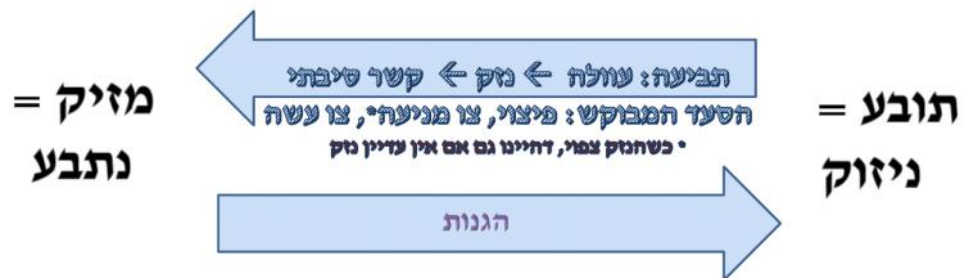 תובע =
ניזוק
תביעה: עוולה ← נזק ← קשר סיבתי
הסעד המבוקש: פיצוי, צו מניעה*, צו עשה
* כשהנזק צפוי, דהיינו גם אם אין עדיין נזק
מזיק =
נתבע
הגנות